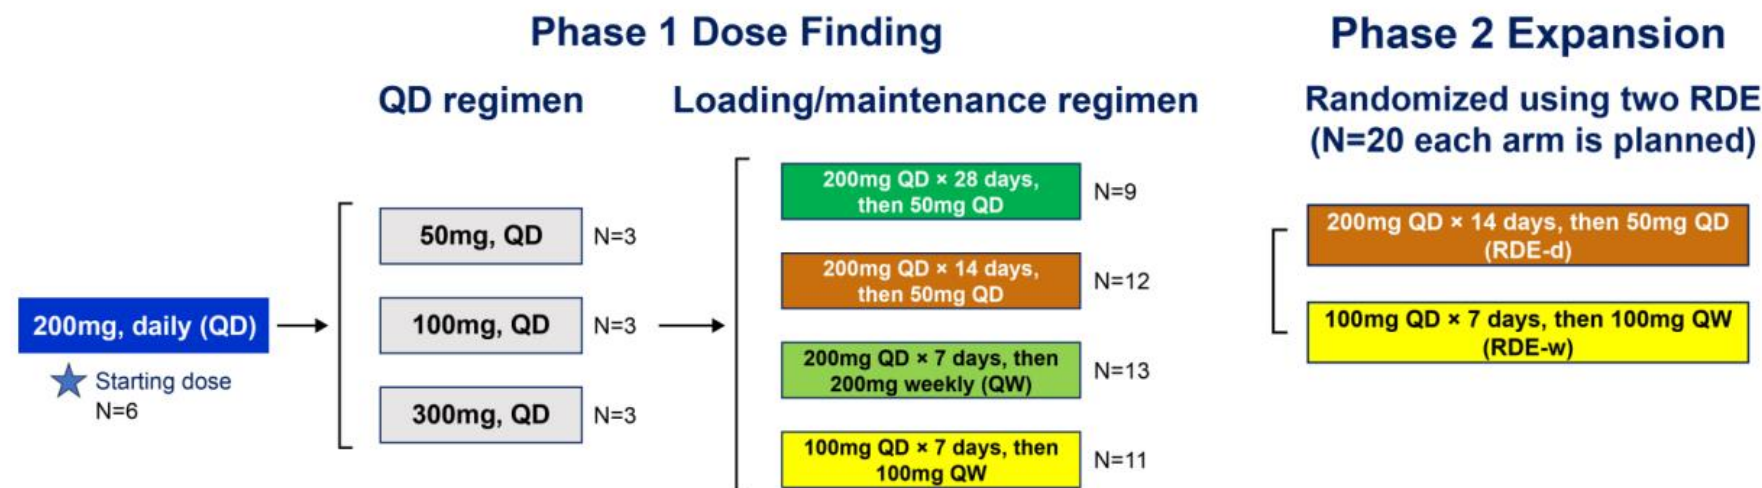 Phase 1 Dose Finding
Phase 2 Expansion
QD regimen
Loading/maintenance regimen
Randomized using two RDE
(N=20 each arm is planned)
200mg, daily (QD)
Starting dose
N=6
50mg, QD
N=3
100mg, QD
N=3
300mg, QD
N=3
200mg QD × 28 days,
then 50mg QD
N=9
200mg QD × 14 days,
then 50mg QD
N=12
200mg QD × 7 days, then
200mg weekly (QW)
N=13
100mg QD × 7 days, then
100mg QW
N=11
200mg QD × 14 days, then 50mg QD
(RDE-d)
100mg QD × 7 days, then 100mg QW
(RDE-w)